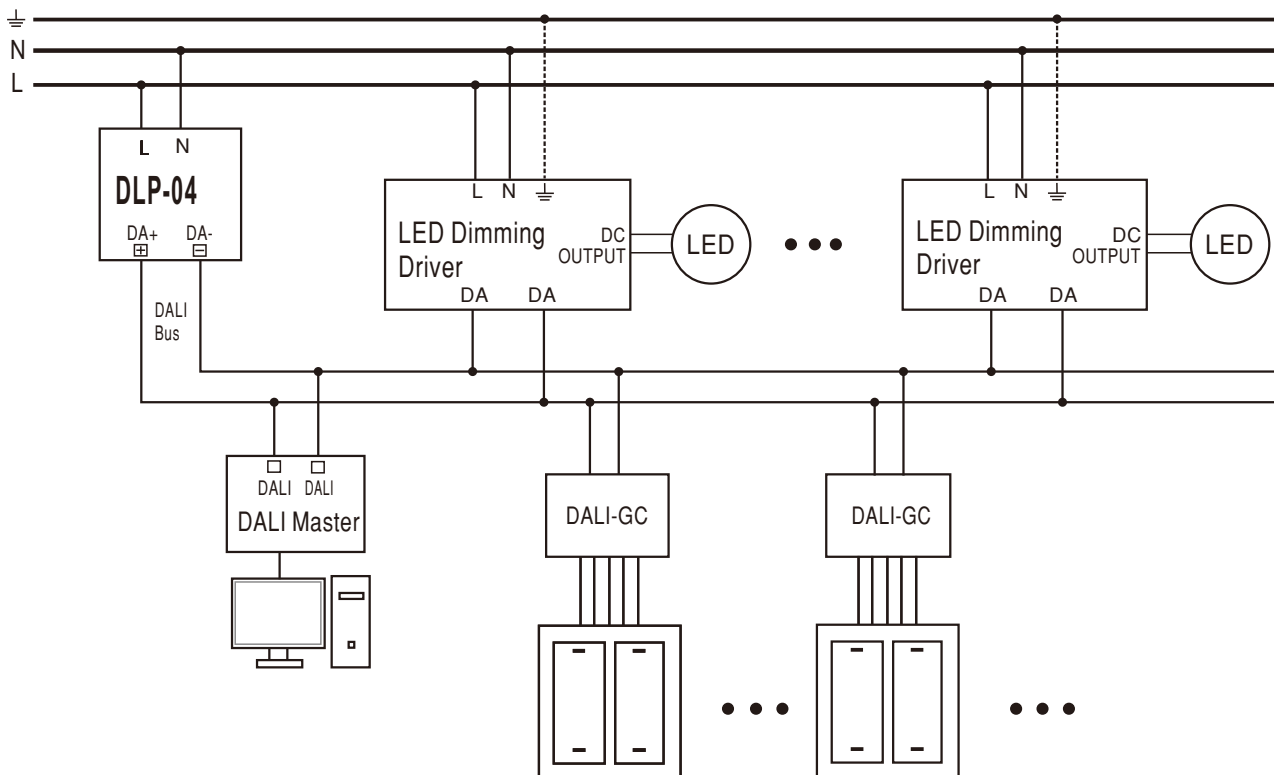 N
L
L N
DLP-04
DA+ DA-
DALI
Bus
L N
LED Dimming
Driver
DC
OUTPUT
DA DA
LED
L N
LED Dimming
Driver
DC
OUTPUT
DA DA
LED
DALI DALI
DALI Master
DALI-GC
DALI-GC